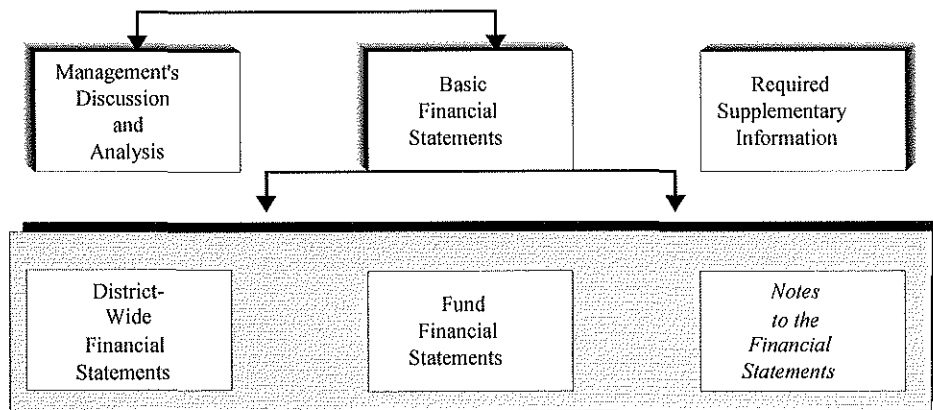 Management's
Discussion
and
Analysis
Basic
Financial
Statements
Required
Supplementary
Information
District-
Wide
Financial
Statements
Fund
Financial
Statements
Notes
to the
Financial
Statements